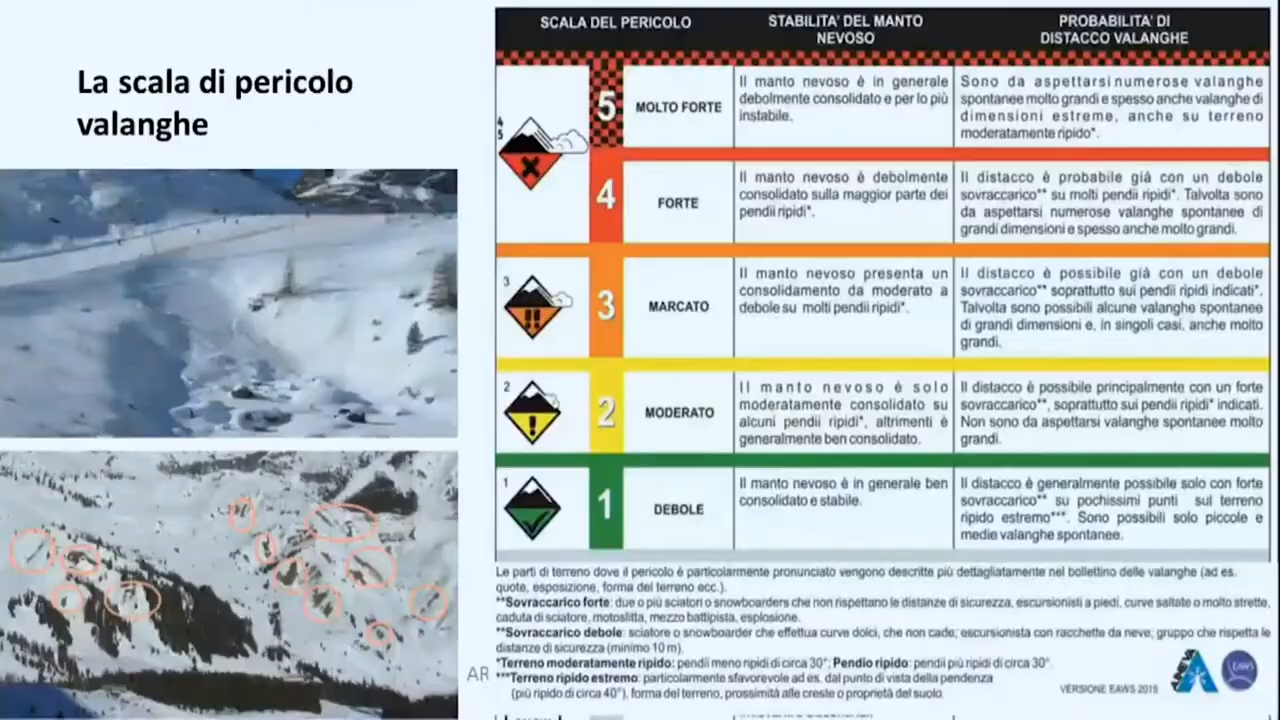 La scala di pericolo
valanghe
SCALA DEL PERICOLO
STABILITA' DEL MANTO
NEVOSO
PROBABILITA' DI
DISTACCO VALANGHE
4
5
5
MOLTO FORTE
Il manto nevoso è in generale
debolmente consolidato e per lo più
instabile.
Sono da aspettarsi numerose valanghe
spontanee molto grandi e spesso anche valanghe di
dimensioni estreme, anche su terreno
moderatamente ripido*.
4
FORTE
Il manto nevoso è debolmente
consolidato sulla maggior parte dei
pendii ripidi*.
Il distacco è probabile già con un debole
sovraccarico** su molti pendii ripidi*. Talvolta sono
da aspettarsi numerose valanghe spontanee di
grandi dimensioni e spesso anche molto grandi.
3
3
MARCATO
Il manto nevoso presenta un
consolidamento da moderato a
debole su molti pendii ripidi*.
Il distacco è possibile già con un debole
sovraccarico** soprattutto sui pendii ripidi indicati*.
Talvolta sono possibili alcune valanghe spontanee
di grandi dimensioni e, in singoli casi, anche molto
grandi.
2
2
MODERATO
Il manto nevoso è solo
moderatamente consolidato su
alcuni pendii ripidi*, altrimenti è
generalmente ben consolidato.
Il distacco è possibile principalmente con un forte
sovraccarico**, soprattutto sui pendii ripidi* indicati.
Non sono da aspettarsi valanghe spontanee molto
grandi.
1
1
DEBOLE
Il manto nevoso è in generale ben
consolidato e stabile.
Il distacco è generalmente possibile solo con forte
sovraccarico** su pochissimi punti sul terreno
ripido estremo***. Sono possibili solo piccole e
medie valanghe spontanee.
Le parti di terreno dove il pericolo è particolarmente pronunciato vengono descritte più dettagliatamente nel bollettino delle valanghe (ad es.
quote, esposizione, forma del terreno ecc.).
**Sovraccarico forte: due o più sciatori o snowboarders che non rispettano le distanze di sicurezza, escursionisti a piedi, curve saltate o molto strette,
caduta di sciatore, motoslitta, mezzo battipista, esplosione.
**Sovraccarico debole: sciatore o snowboarder che effettua curve dolci, che non cade; escursionista con racchette da neve; gruppo che rispetta le
distanze di sicurezza (minimo 10 m).
*Terreno moderatamente ripido: pendii meno ripidi di circa 30°; Pendio ripido: pendii più ripidi di circa 30°
***Terreno ripido estremo: particolarmente sfavorevole ad es. dal punto di vista della pendenza
(più ripido di circa 40°), forma del terreno, prossimità alle creste o proprietà del suolo.
AR
VERSIONE EAWS 2018
EAWS